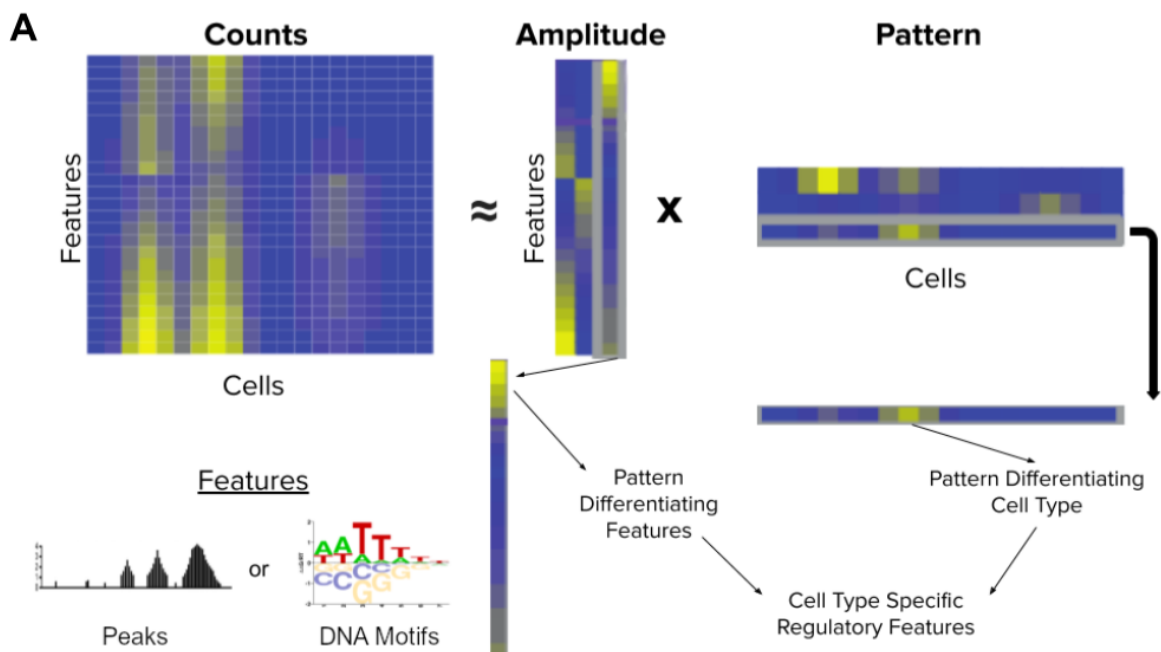 A
Counts
Amplitude
Pattern
Features
≈
Features
x
Cells
Cells
Features
or
Peaks
DNA Motifs
Pattern
Differentiating
Features
Pattern Differentiating
Cell Type
Cell Type Specific
Regulatory Features